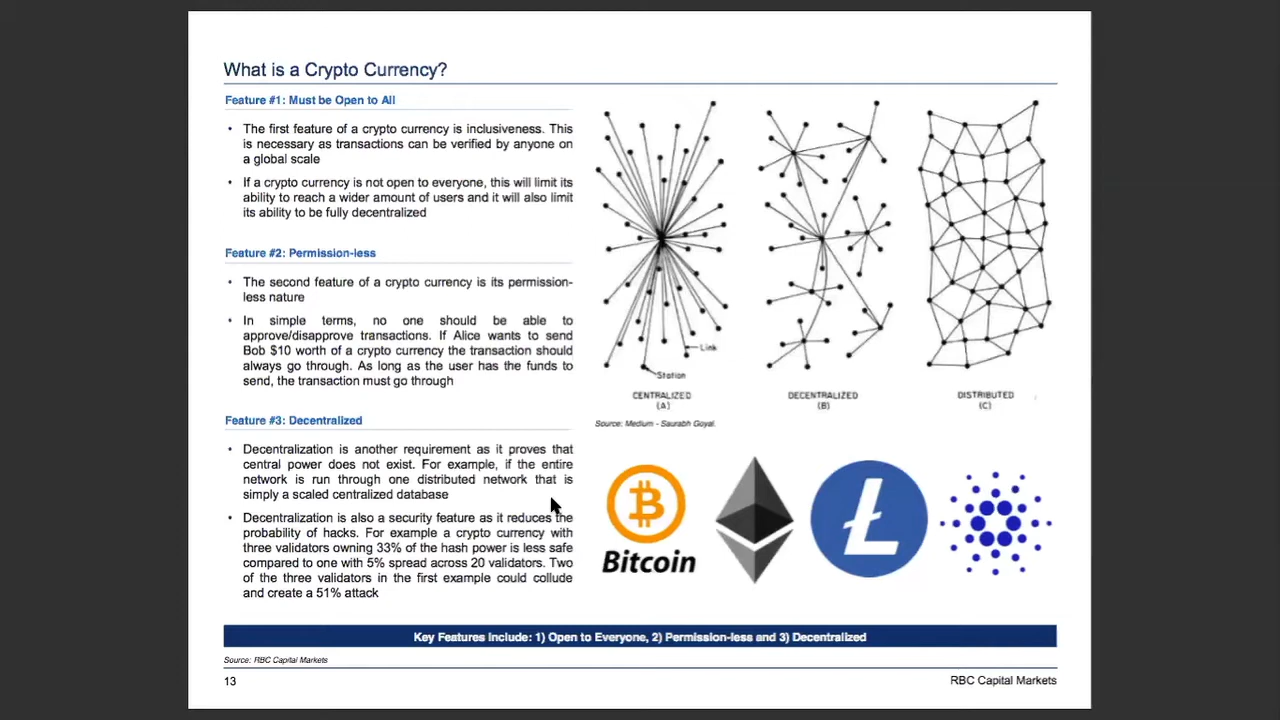 What is a Crypto Currency?
Feature #1: Must be Open to All
• The first feature of a crypto currency is inclusiveness. This
is necessary as transactions can be verified by anyone on
a global scale
• If a crypto currency is not open to everyone, this will limit its
ability to reach a wider amount of users and it will also limit
its ability to be fully decentralized
Feature #2: Permission-less
• The second feature of a crypto currency is its permission-
less nature
• In simple terms, no one should be able to
approve/disapprove transactions. If Alice wants to send
Bob $10 worth of a crypto currency the transaction should
always go through. As long as the user has the funds to
send, the transaction must go through
Feature #3: Decentralized
• Decentralization is another requirement as it proves that
central power does not exist. For example, if the entire
network is run through one distributed network that is
simply a scaled centralized database
• Decentralization is also a security feature as it reduces the
probability of hacks. For example a crypto currency with
three validators owning 33% of the hash power is less safe
compared to one with 5% spread across 20 validators. Two
of the three validators in the first example could collude
and create a 51% attack
Link
Station
CENTRALIZED
(A)
DECENTRALIZED
(B)
DISTRIBUTED
(C)
Source: Medium - Saurabh Goyal.
Bitcoin
Key Features Include: 1) Open to Everyone, 2) Permission-less and 3) Decentralized
Source: RBC Capital Markets
13
RBC Capital Markets